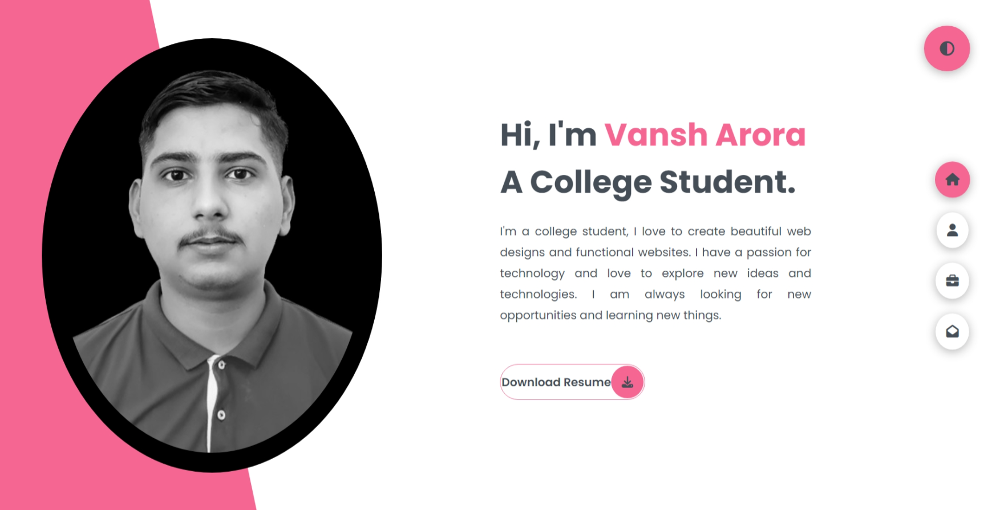 Hi, I'm Vansh Arora
A College Student.
I'm a college student, I love to create beautiful web
designs and functional websites. I have a passion for
technology and love to explore new ideas and
technologies. I am always looking for new
opportunities and learning new things.
Download Resume